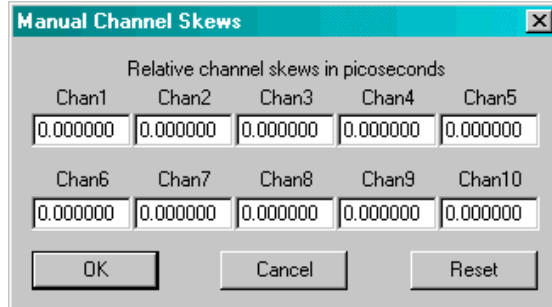 Manual Channel Skews
Relative channel skews in picoseconds
Chan1 Chan2 Chan3 Chan4 Chan5
0.000000 0.000000 0.000000 0.000000 0.000000
Chan6 Chan7 Chan8 Chan9 Chan10
0.000000 0.000000 0.000000 0.000000 0.000000
OK Cancel Reset